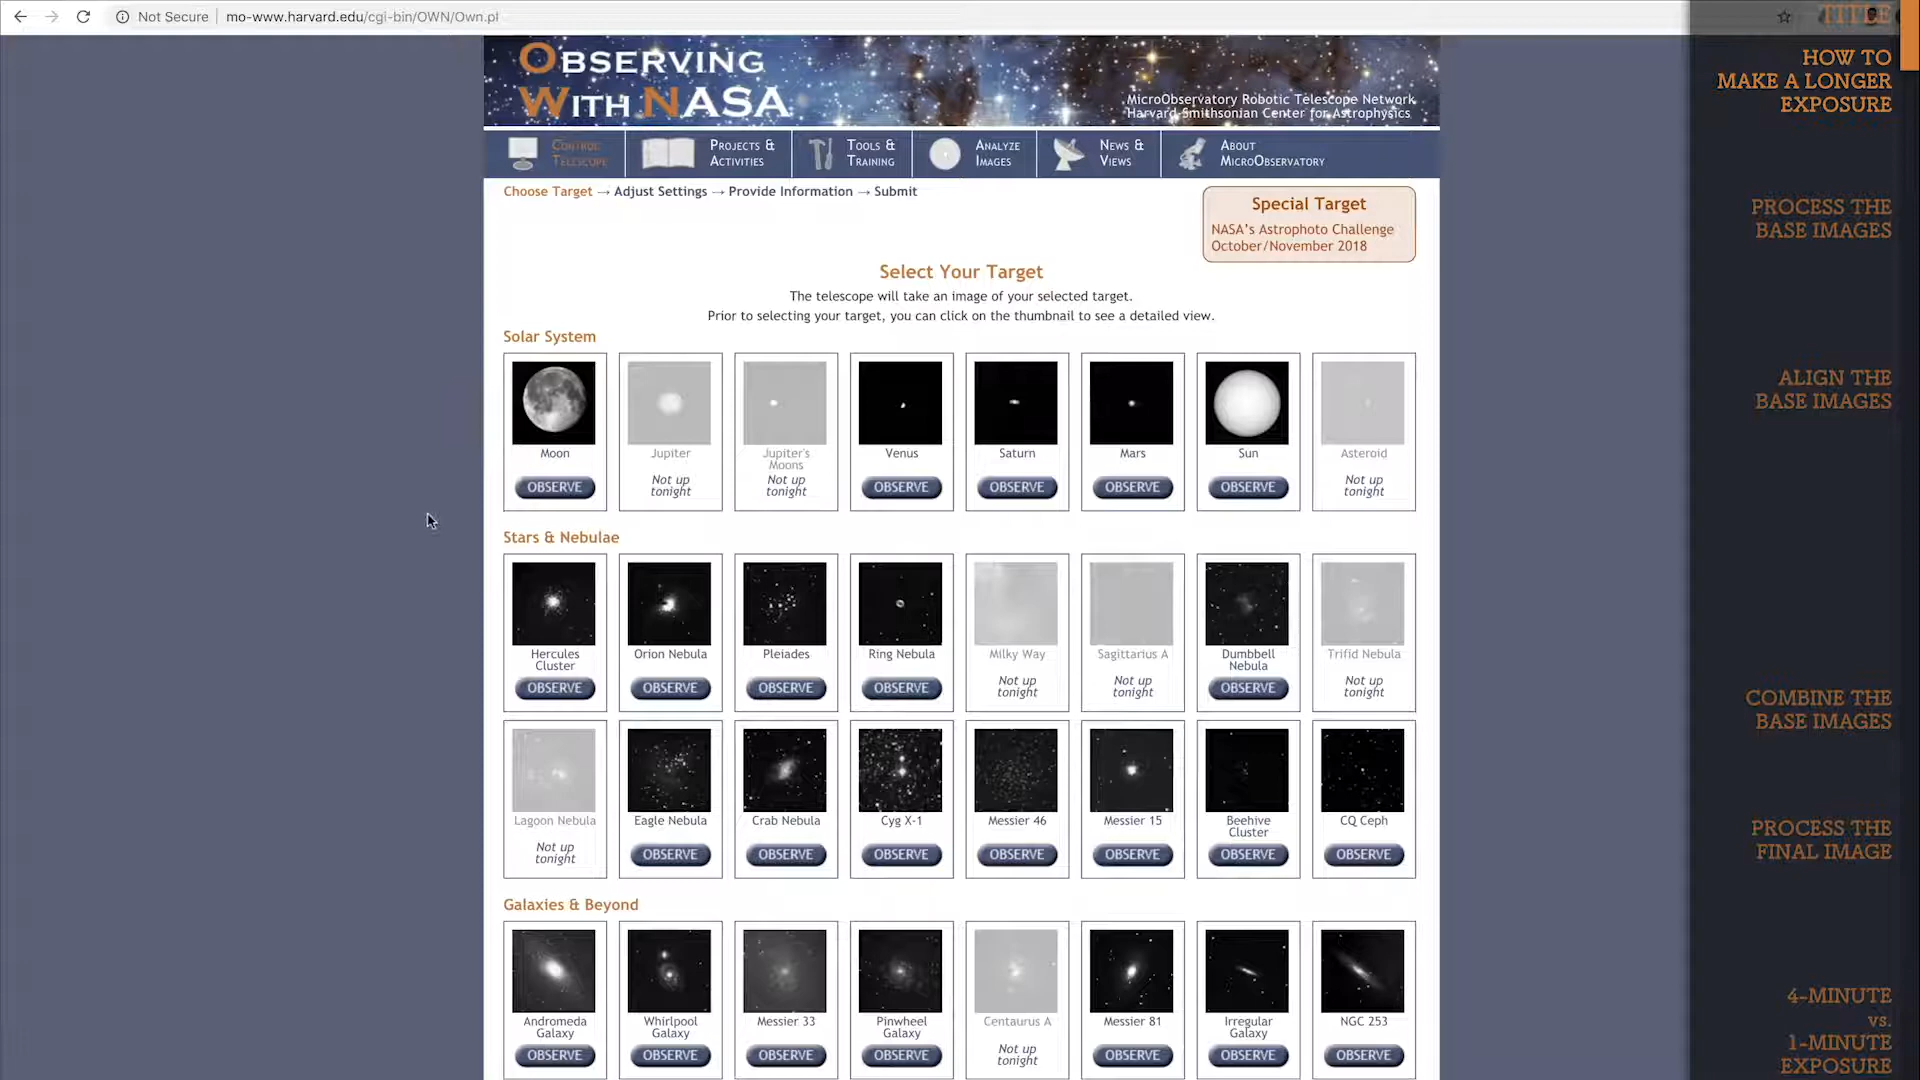 Not Secure
mo-www.harvard.edu/cgi-bin/OWN/Own.pl
OBSERVING
WITH NASA
MicroObservatory Robotic Telescope Network
Harvard-Smithsonian Center for Astrophysics
CONTROL
TELESCOPE
PROJECTS &
ACTIVITIES
TOOLS &
TRAINING
ANALYZE
IMAGES
NEWS &
VIEWS
ABOUT
MICROOBSERVATORY
Choose Target → Adjust Settings → Provide Information → Submit
Special Target
NASA's Astrophoto Challenge
October/November 2018
Select Your Target
The telescope will take an image of your selected target.
Prior to selecting your target, you can click on the thumbnail to see a detailed view.
Solar System
Moon
OBSERVE
Jupiter
Not up
tonight
Jupiter's
Moons
Not up
tonight
Venus
OBSERVE
Saturn
OBSERVE
Mars
OBSERVE
Sun
OBSERVE
Asteroid
Not up
tonight
Stars & Nebulae
Hercules
Cluster
OBSERVE
Orion Nebula
OBSERVE
Pleiades
OBSERVE
Ring Nebula
OBSERVE
Milky Way
Not up
tonight
Sagittarius A
Not up
tonight
Dumbbell
Nebula
OBSERVE
Trifid Nebula
Not up
tonight
Lagoon Nebula
Not up
tonight
Eagle Nebula
OBSERVE
Crab Nebula
OBSERVE
Cyg X-1
OBSERVE
Messier 46
OBSERVE
Messier 15
OBSERVE
Beehive
Cluster
OBSERVE
CQ Ceph
OBSERVE
Galaxies & Beyond
Andromeda
Galaxy
OBSERVE
Whirlpool
Galaxy
OBSERVE
Messier 33
OBSERVE
Pinwheel
Galaxy
OBSERVE
Centaurus A
Not up
tonight
Messier 81
OBSERVE
Irregular
Galaxy
OBSERVE
NGC 253
OBSERVE
TITLE
HOW TO
MAKE A LONGER
EXPOSURE
PROCESS THE
BASE IMAGES
ALIGN THE
BASE IMAGES
COMBINE THE
BASE IMAGES
PROCESS THE
FINAL IMAGE
4-MINUTE
VS.
1-MINUTE
EXPOSURE